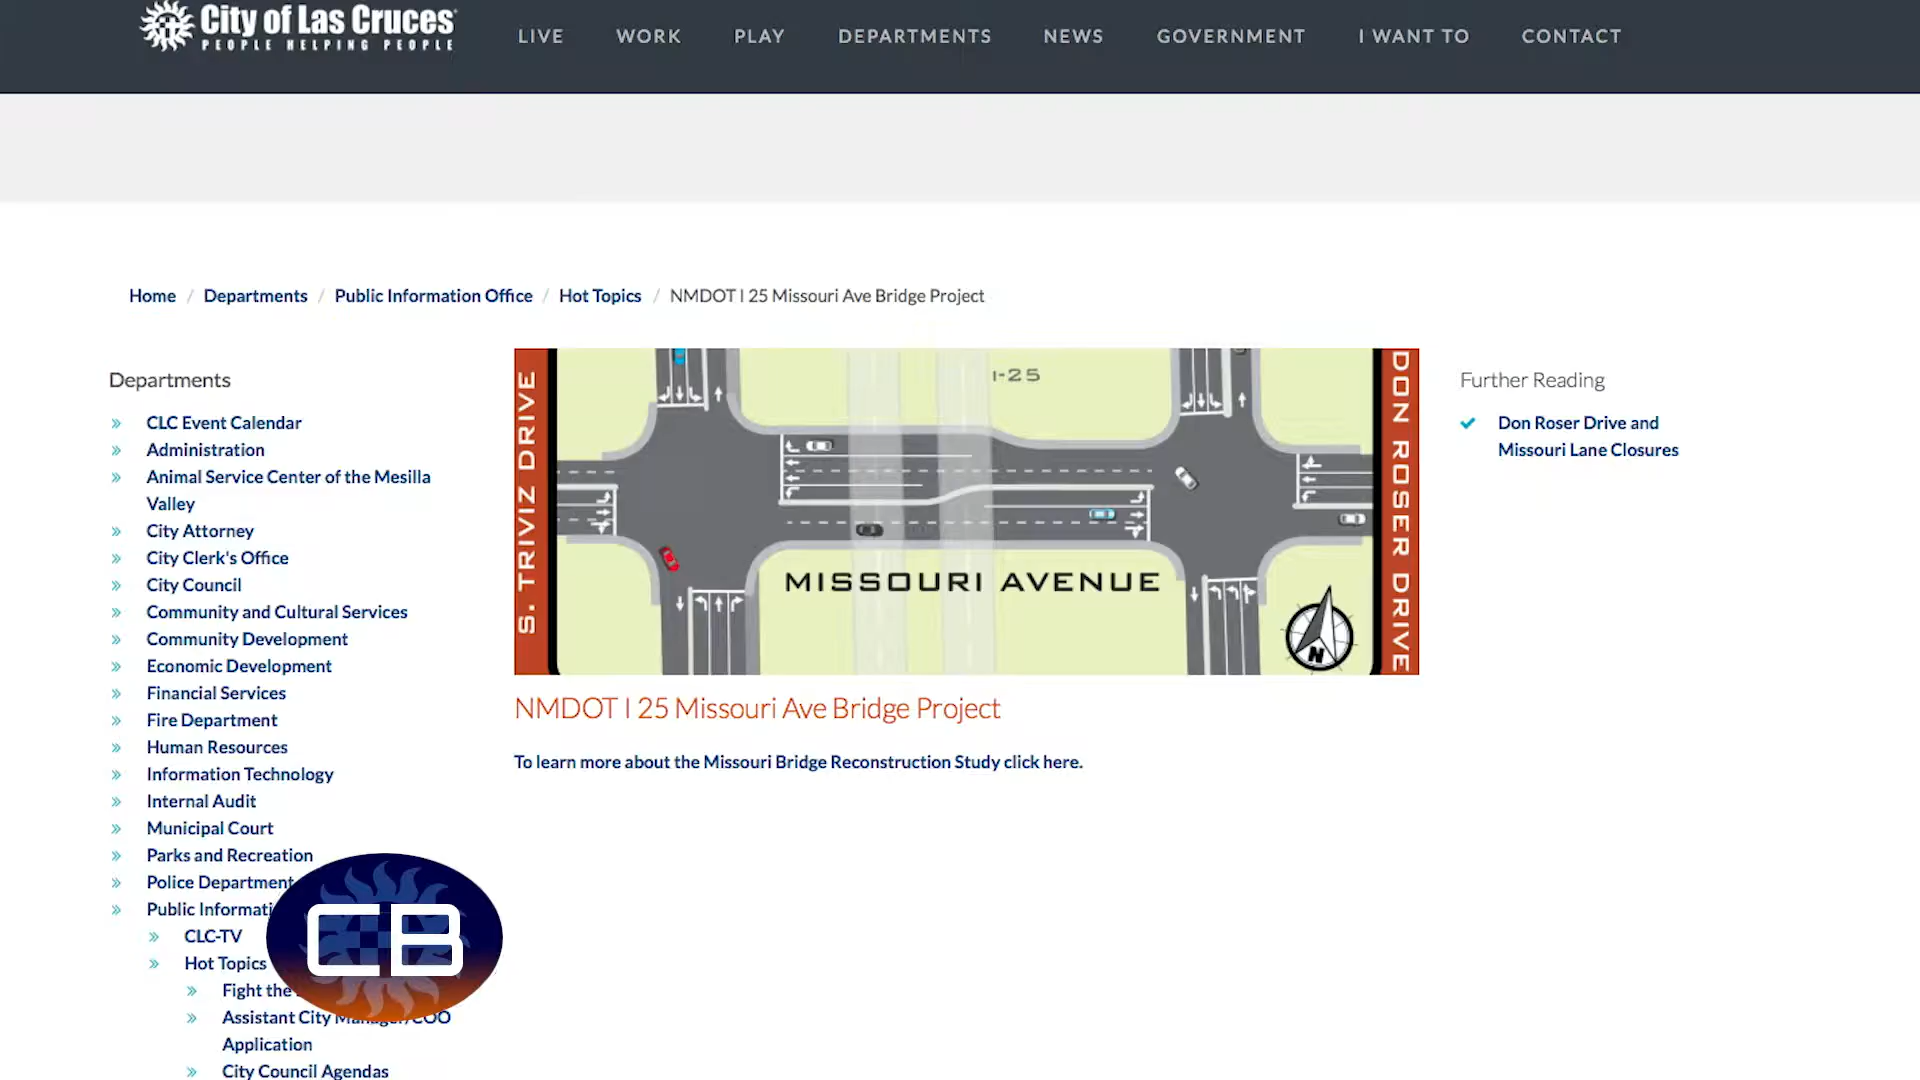 City of Las Cruces
PEOPLE HELPING PEOPLE
LIVE WORK PLAY DEPARTMENTS NEWS GOVERNMENT I WANT TO CONTACT
Home / Departments / Public Information Office / Hot Topics / NMDOT I 25 Missouri Ave Bridge Project
Departments
» CLC Event Calendar
» Administration
» Animal Service Center of the Mesilla
Valley
» City Attorney
» City Clerk's Office
» City Council
» Community and Cultural Services
» Community Development
» Economic Development
» Financial Services
» Fire Department
» Human Resources
» Information Technology
» Internal Audit
» Municipal Court
» Parks and Recreation
» Police Department
» Public Informati
» CLC-TV
» Hot Topics
» Fight the
» Assistant City Manager/COO
Application
» City Council Agendas
CB
S. TRIVIZ DRIVE
I-25
MISSOURI AVENUE
N
DON ROSER DRIVE
NMDOT I 25 Missouri Ave Bridge Project
To learn more about the Missouri Bridge Reconstruction Study click here.
Further Reading
Don Roser Drive and
Missouri Lane Closures